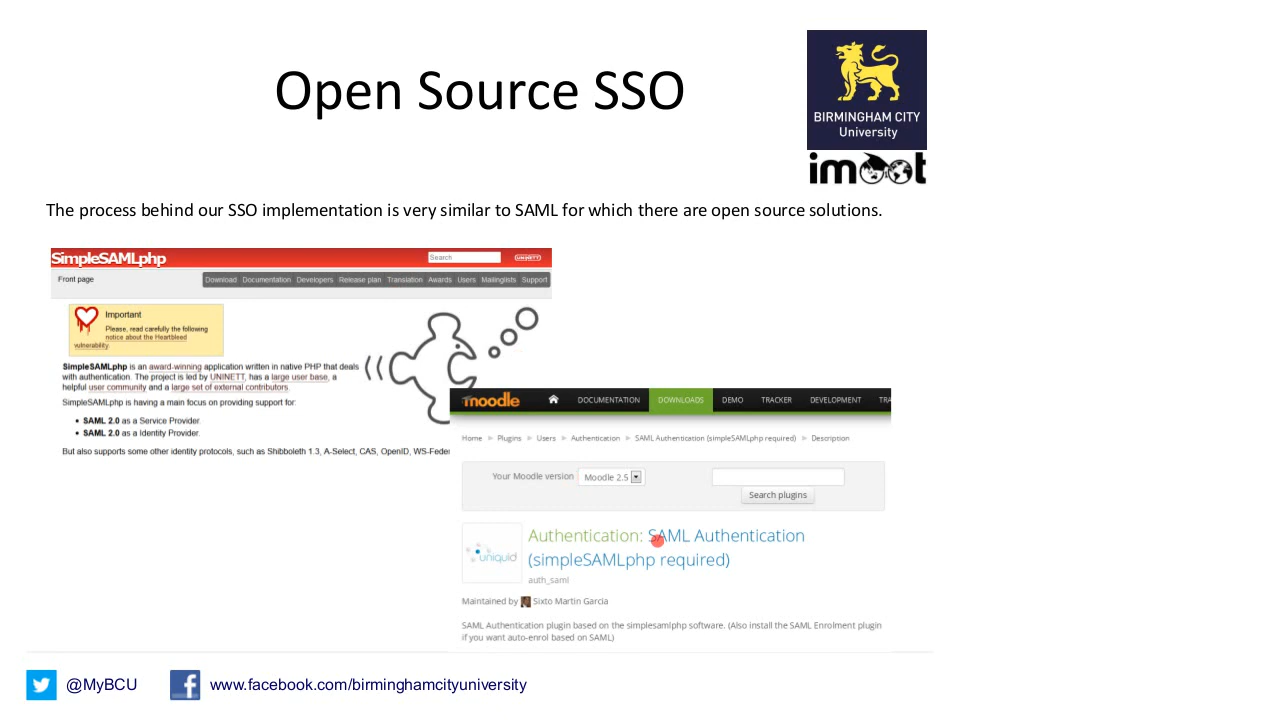 Open Source SSO
BIRMINGHAM CITY
University
imoot
The process behind our SSO implementation is very similar to SAML for which there are open source solutions.
SimpleSAMLphp
Search
UNINETT
Front page
Download Documentation Developers Release plan Translation Awards Users Mailinglists Support
Important
Please, read carefully the following
notice about the Heartbleed
vulnerability.
SimpleSAMLphp is an award-winning application written in native PHP that deals
with authentication. The project is led by UNINETT, has a large user base, a
helpful user community and a large set of external contributors.
SimpleSAMLphp is having a main focus on providing support for:
• SAML 2.0 as a Service Provider.
• SAML 2.0 as a Identity Provider.
But also supports some other identity protocols, such as Shibboleth 1.3, A-Select, CAS, OpenID, WS-Feder
moodle
DOCUMENTATION DOWNLOADS DEMO TRACKER DEVELOPMENT TRA
Home ► Plugins ► Users ► Authentication ► SAML Authentication (simpleSAMLphp required) ► Description
Your Moodle version Moodle 2.5
Search plugins
uniquid
Authentication: SAML Authentication
(simpleSAMLphp required)
auth_saml
Maintained by Sixto Martin Garcia
SAML Authentication plugin based on the simplesamlphp software. (Also install the SAML Enrolment plugin
if you want auto-enrol based on SAML)
@MyBCU
www.facebook.com/birminghamcityuniversity